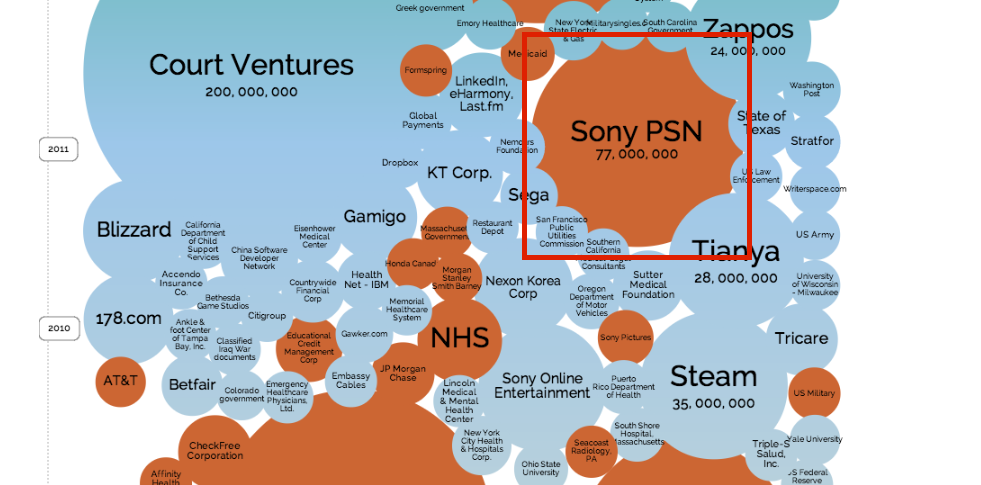 Greek government
Emory Healthcare
New York
State Electric
& Gas
Militarysingles.c
South Carolina
Government
Zappos
24, 000, 000
Medicaid
Formspring
Court Ventures
200, 000, 000
LinkedIn,
eHarmony,
Last.fm
Washington
Post
Global
Payments
Sony PSN
77, 000, 000
State of
Texas
Stratfor
2011
Nemours
Foundation
Dropbox
KT Corp.
US Law
Enforcement
Writerspace.com
Sega
Blizzard
California
Department
of Child
Support
Services
Gamigo
Eisenhower
Medical
Center
Massachuset
Governmen
Restaurant
Depot
San Francisco
Public
Utilities
Commission
Southern
California
Medical-Legal
Consultants
US Army
Tianya
28, 000, 000
China Software
Developer
Network
Honda Canad
Accendo
Insurance
Co.
Health
Net - IBM
Morgan
Stanley
Smith Barney
Nexon Korea
Corp
Sutter
Medical
Foundation
University
of Wisconsin
- Milwaukee
Countrywide
Financial
Corp
Bethesda
Game Studios
Oregon
Department
of Motor
Vehicles
Memorial
Healthcare
System
Citigroup
178.com
2010
Ankle &
foot Center
of Tampa
Bay, Inc.
Gawker.com
NHS
Sony Pictures
Tricare
Classified
Iraq War
documents
Educational
Credit
Management
Corp
AT&T
Betfair
Colorado
government
Emergency
Healthcare
Physicians,
Ltd.
Embassy
Cables
JP Morgan
Chase
Lincoln
Medical
& Mental
Health
Center
Sony Online
Entertainment
Puerto
Rico Department
of Health
Steam
35, 000, 000
US Military
CheckFree
Corporation
New York
City Health
& Hospitals
Corp.
South Shore
Hospital,
Massachusetts
Seacoast
Radiology,
PA
Triple-S
Salud,
Inc.
Yale University
Ohio State
University
Affinity
Health
US Federal
Reserve